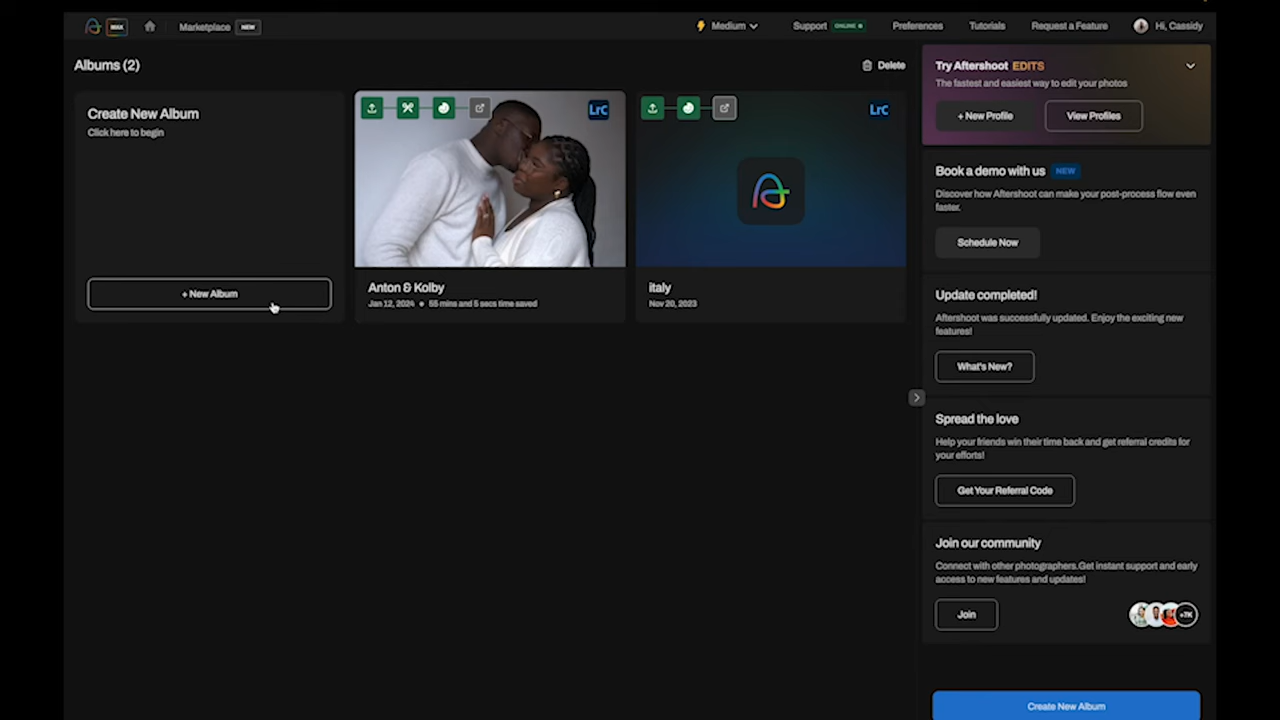 MAX
Marketplace NEW
Medium
Support ONLINE
Preferences
Tutorials
Request a Feature
Hi, Cassidy
Albums (2)
Delete
Create New Album
Click here to begin
+ New Album
LrC
Anton & Kolby
Jan 12, 2024 • 55 mins and 5 secs time saved
LrC
italy
Nov 20, 2023
Try Aftershoot EDITS
The fastest and easiest way to edit your photos
+ New Profile
View Profiles
Book a demo with us NEW
Discover how Aftershoot can make your post-process flow even
faster.
Schedule Now
Update completed!
Aftershoot was successfully updated. Enjoy the exciting new
features!
What's New?
Spread the love
Help your friends win their time back and get referral credits for
your efforts!
Get Your Referral Code
Join our community
Connect with other photographers.Get instant support and early
access to new features and updates!
Join
+7K
Create New Album